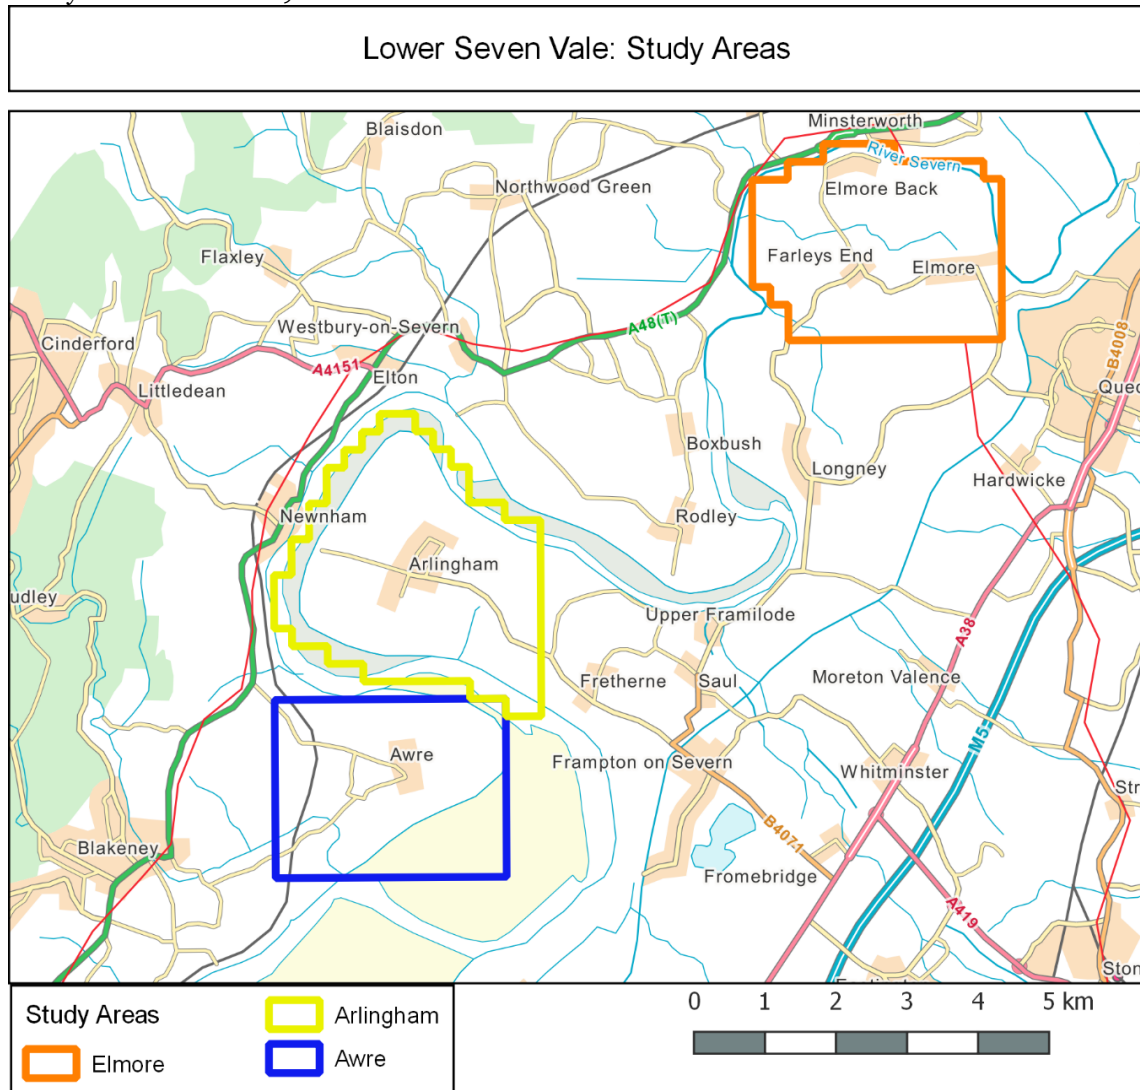 Lower Seven Vale: Study Areas
Minsterworth
Blaisdon
River Severn
Northwood Green
Elmore Back
Flaxley
Farleys End
Elmore
Westbury-on-Severn
A48(T)
Cinderford
B4008
A4151
Elton
Littledean
Quec
Boxbush
Longney
Hardwicke
Newnham
Rodley
Arlingham
udley
Upper Framilode
A38
Fretherne
Saul
Moreton Valence
M5
Awre
Frampton on Severn
Whitminster
Str
Blakeney
B4071
Fromebridge
A419
Ston
0 1 2 3 4 5 km
Study Areas
Arlingham
Elmore
Awre